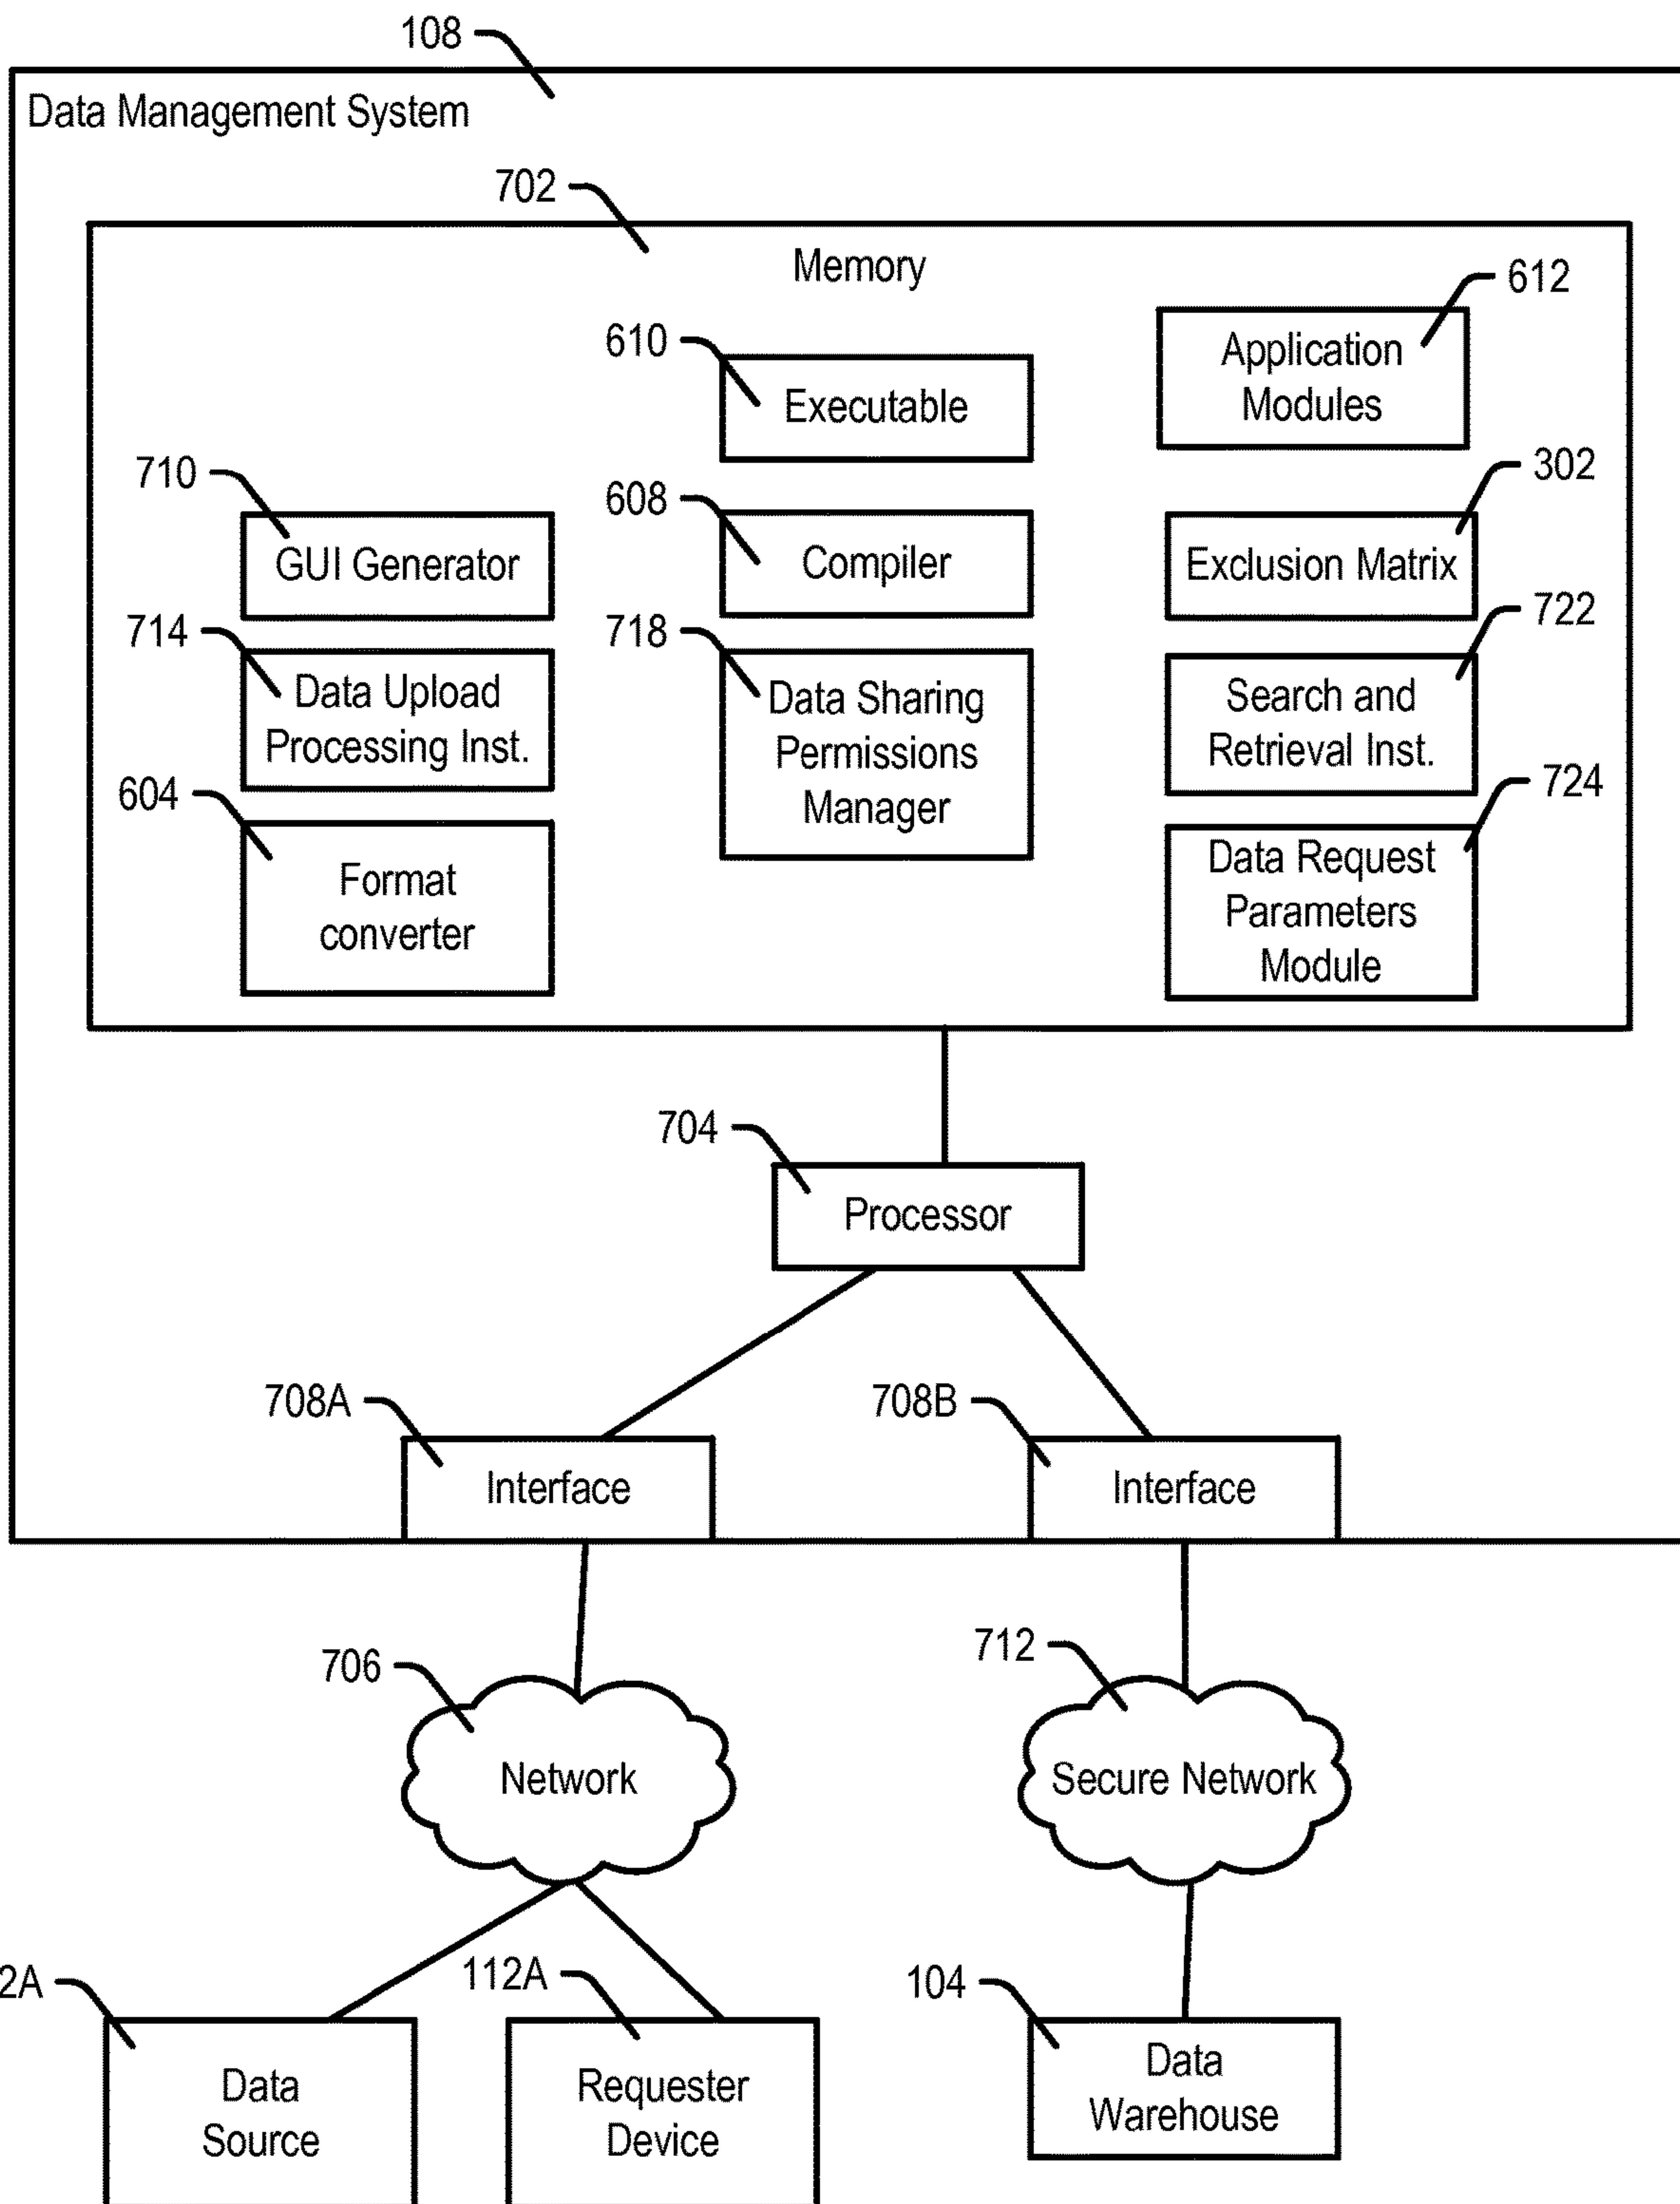 108
Data Management System
702
Memory
612
Application
Modules
610
Executable
710
GUI Generator
608
Compiler
302
Exclusion Matrix
714
Data Upload
Processing Inst.
718
Data Sharing
Permissions
Manager
722
Search and
Retrieval Inst.
604
Format
converter
724
Data Request
Parameters
Module
704
Processor
708A
Interface
708B
Interface
706
Network
712
Secure Network
2A
Data
Source
112A
Requester
Device
104
Data
Warehouse